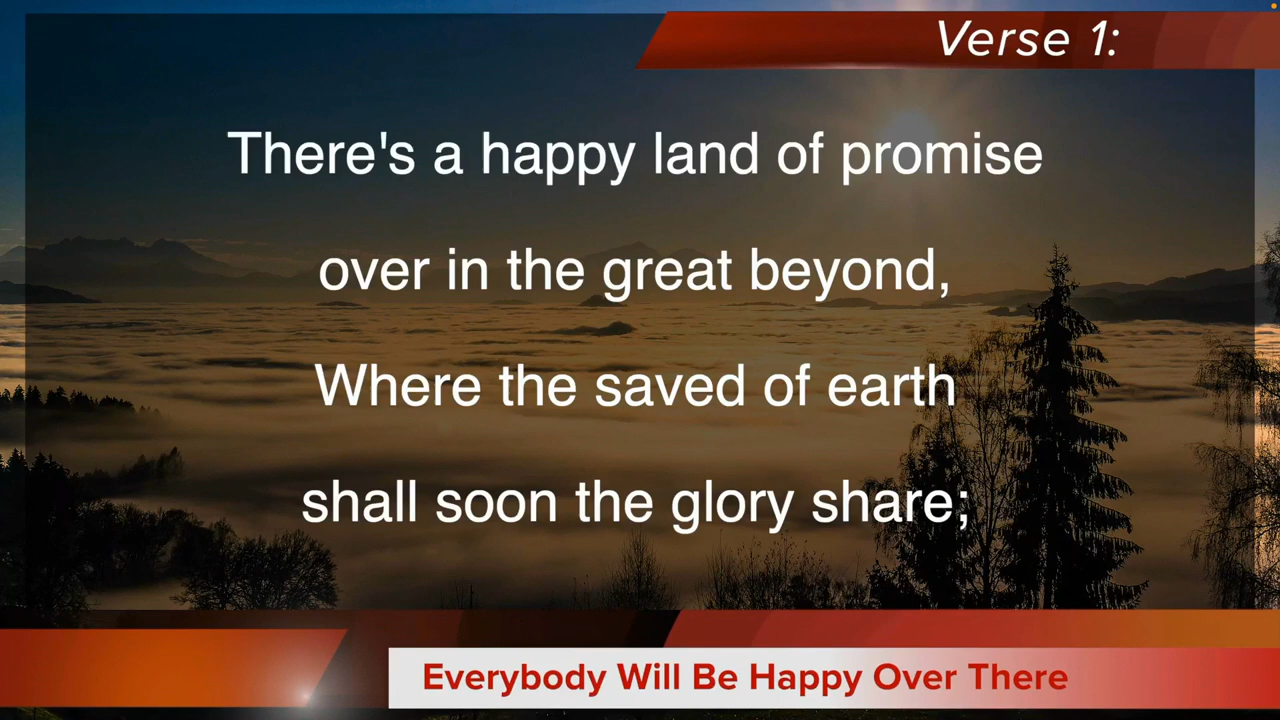 Verse 1:
There's a happy land of promise
over in the great beyond,
Where the saved of earth
shall soon the glory share;
Everybody Will Be Happy Over There